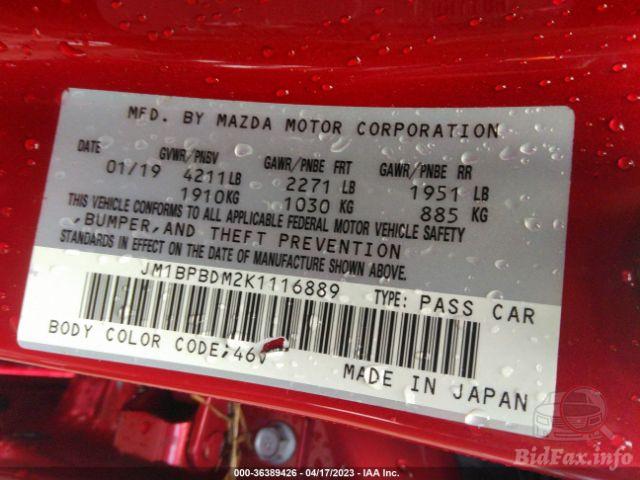 MFD. BY MAZDA MOTOR CORPORATION
DATE GVWR/PNBV GAWR/PNBE FRT GAWR/PNBE RR
01/19 4211LB 2271 LB 1951 LB
1910KG 1030 KG 885 KG
THIS VEHICLE CONFORMS TO ALL APPLICABLE FEDERAL MOTOR VEHICLE SAFETY
,BUMPER,AND THEFT PREVENTION
STANDARDS IN EFFECT ON THE DATE OF MANUFACTURE SHOWN ABOVE.
JM1BPBDM2K1116889 TYPE: PASS CAR
BODY COLOR CODE;46V
MADE IN JAPAN
BidFax.info
000-36389426 - 04/17/2023 - IAA Inc.